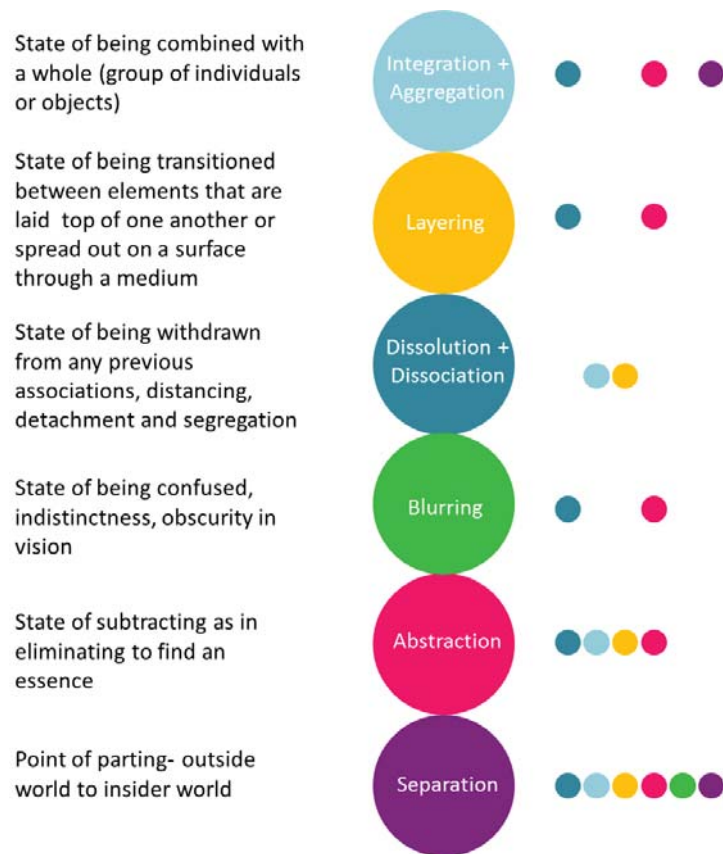 State of being combined with
a whole (group of individuals
or objects)
Integration +
Aggregation
State of being transitioned
between elements that are
laid  top of one another or
spread out on a surface
through a medium
Layering
State of being withdrawn
from any previous
associations, distancing,
detachment and segregation
Dissolution +
Dissociation
State of being confused,
indistinctness, obscurity in
vision
Blurring
State of subtracting as in
eliminating to find an
essence
Abstraction
Point of parting- outside
world to insider world
Separation